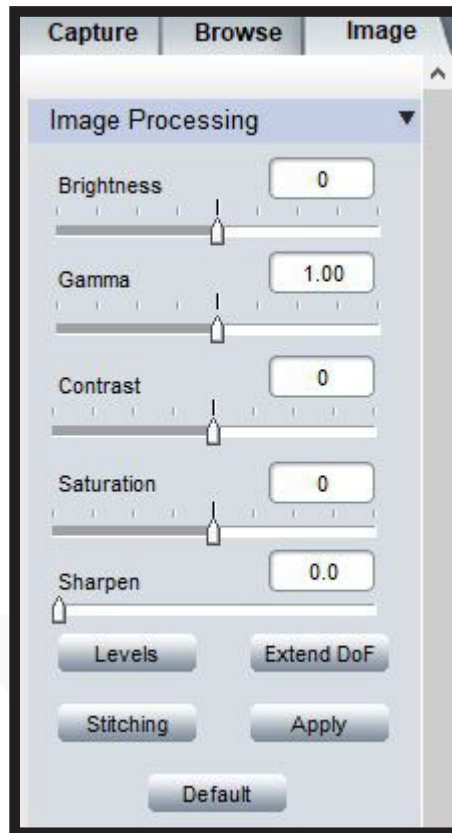 Capture Browse Image
Image Processing
Brightness 0
Gamma 1.00
Contrast 0
Saturation 0
Sharpen 0.0
Levels Extend DoF
Stitching Apply
Default